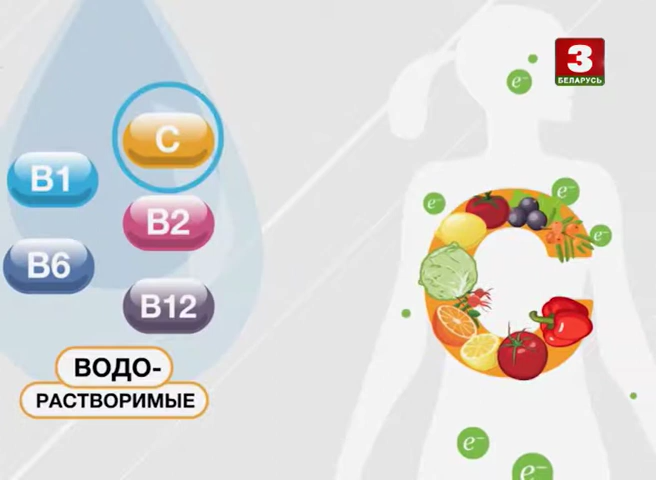 3
БЕЛАРУСЬ
C
B1
B2
B6
B12
ВОДО-
РАСТВОРИМЫЕ
e⁻
e⁻
e⁻
e⁻
e⁻
e⁻
C